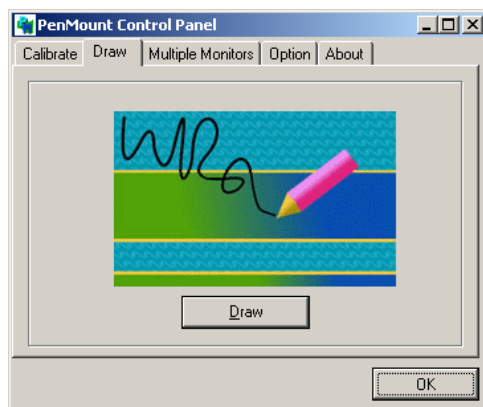 PenMount Control Panel
Calibrate Draw Multiple Monitors Option About
Draw
OK